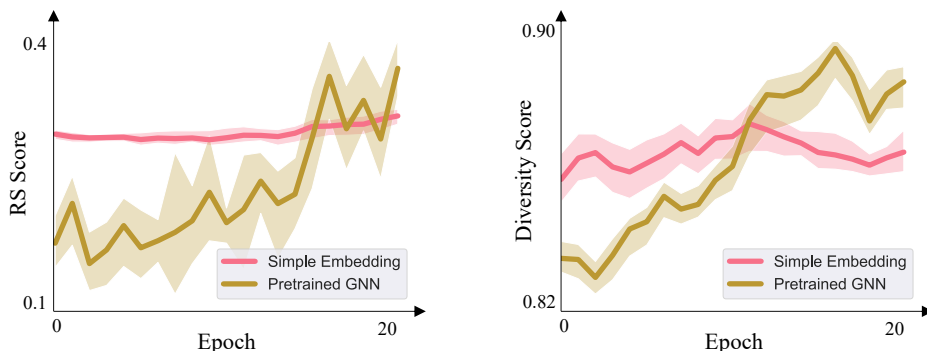 0.4
RS Score
0.1
0
20
Epoch
Simple Embedding
Pretrained GNN
0.90
Diversity Score
0.82
0
20
Epoch
Simple Embedding
Pretrained GNN